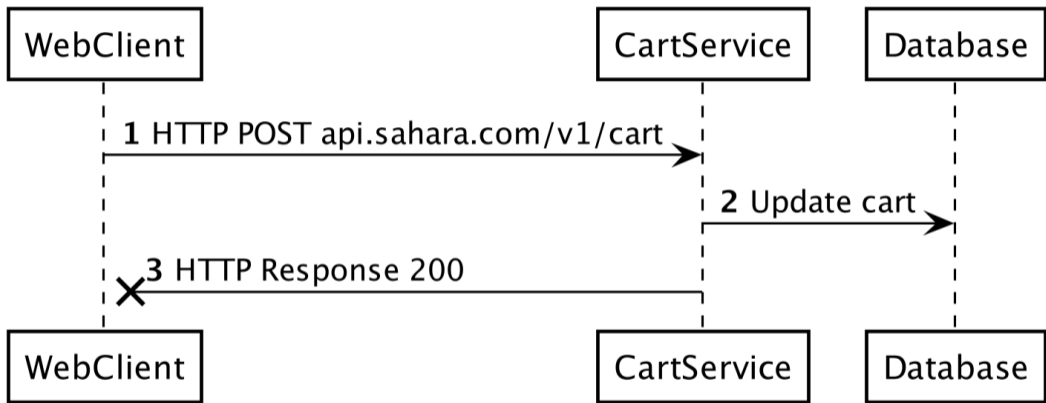 WebClient
CartService
Database
1 HTTP POST api.sahara.com/v1/cart
2 Update cart
3 HTTP Response 200
WebClient
CartService
Database